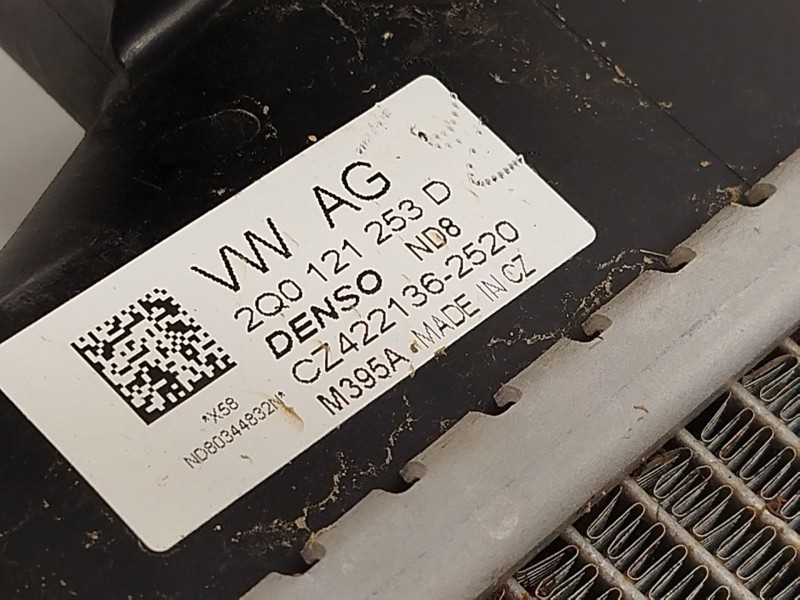 VW AG
2Q0 121 253 D
DENSO ND8
CZ422136-2520
M395A MADE IN CZ
*X58
ND80344832N*